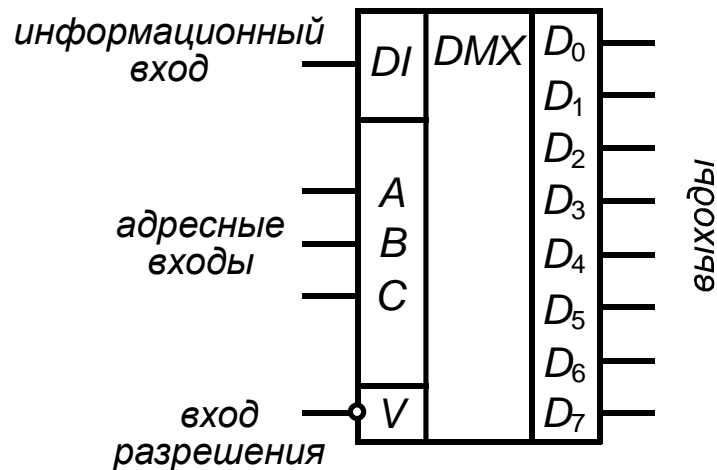 информационный
вход
DI
DMX
D0
D1
D2
D3
D4
D5
D6
D7
адресные
входы
A
B
C
вход
разрешения
V
выходы